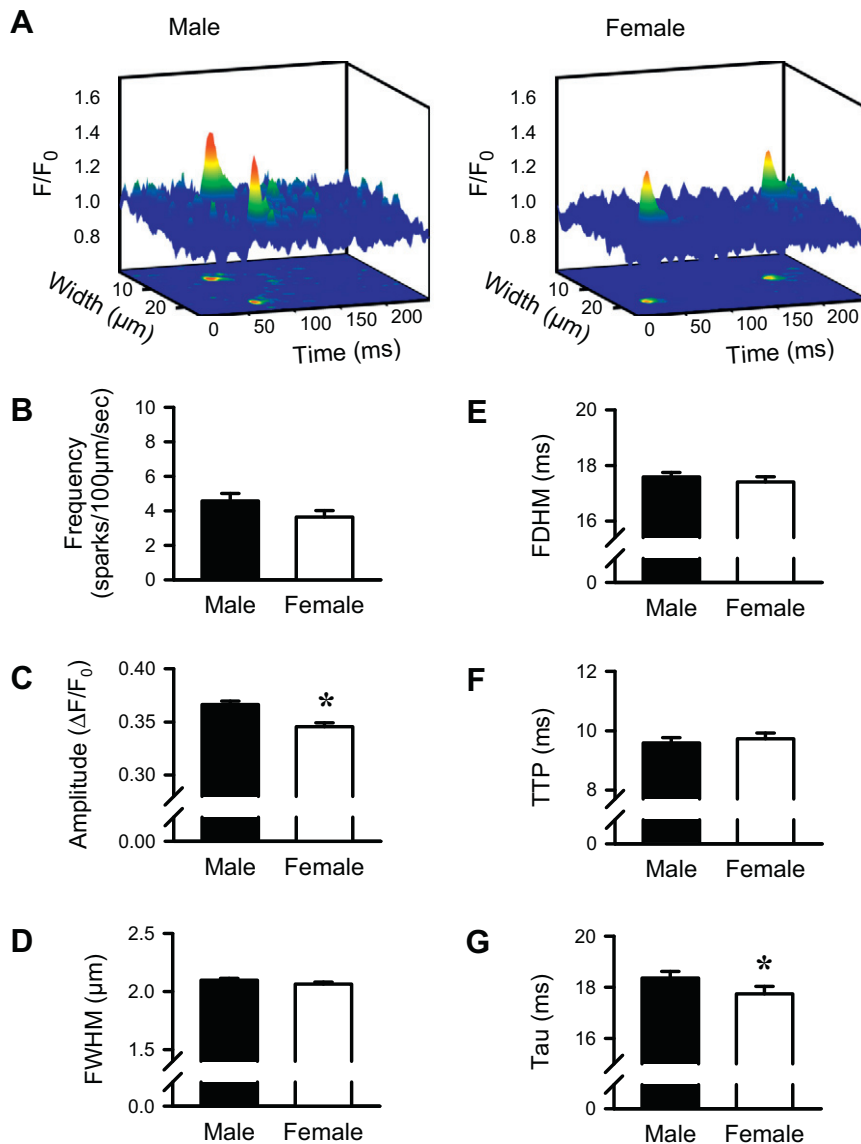 A
Male
Female
1.6
1.4
1.2
1.0
0.8
F/F0
10
20
Width (µm)
0
50
100
150
200
Time (ms)
1.6
1.4
1.2
1.0
0.8
F/F0
10
20
Width (µm)
0
50
100
150
200
Time (ms)
B
Frequency
(sparks/100µm/sec)
10
8
6
4
2
0
Male Female
E
FDHM (ms)
20
18
16
0
Male Female
C
Amplitude (ΔF/F0)
0.40
0.35
0.30
0.00
*
Male Female
F
TTP (ms)
12
10
8
0
Male Female
D
FWHM (µm)
2.5
2.0
1.5
0.0
Male Female
G
Tau (ms)
20
18
16
0
*
Male Female